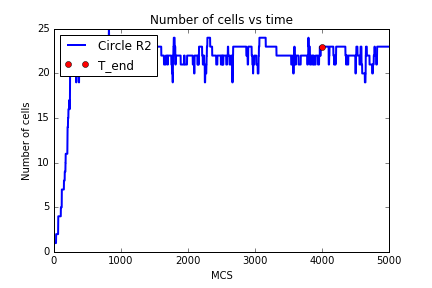 Number of cells vs time
25
20
15
10
5
0
Number of cells
Circle R2
T_end
0 1000 2000 3000 4000 5000
MCS